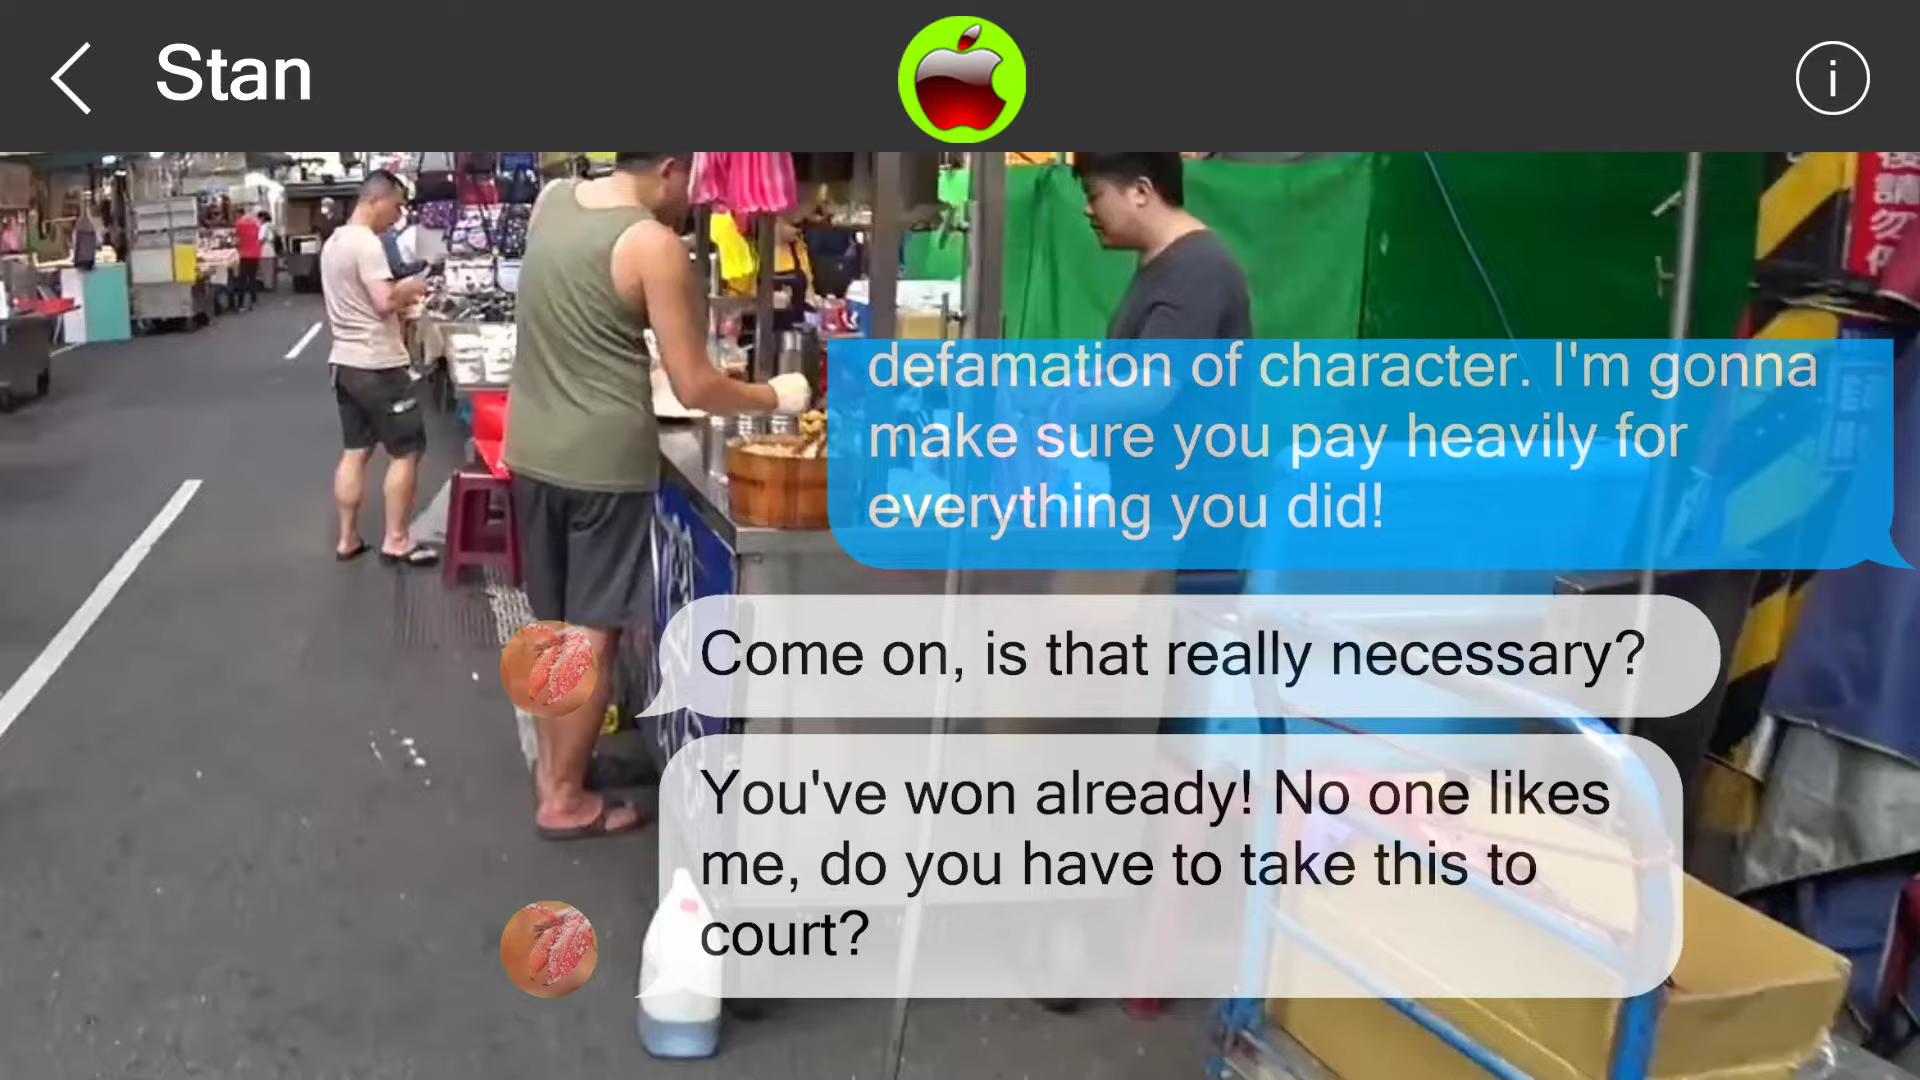 Stan
i
defamation of character. I'm gonna
make sure you pay heavily for
everything you did!
Come on, is that really necessary?
You've won already! No one likes
me, do you have to take this to
court?